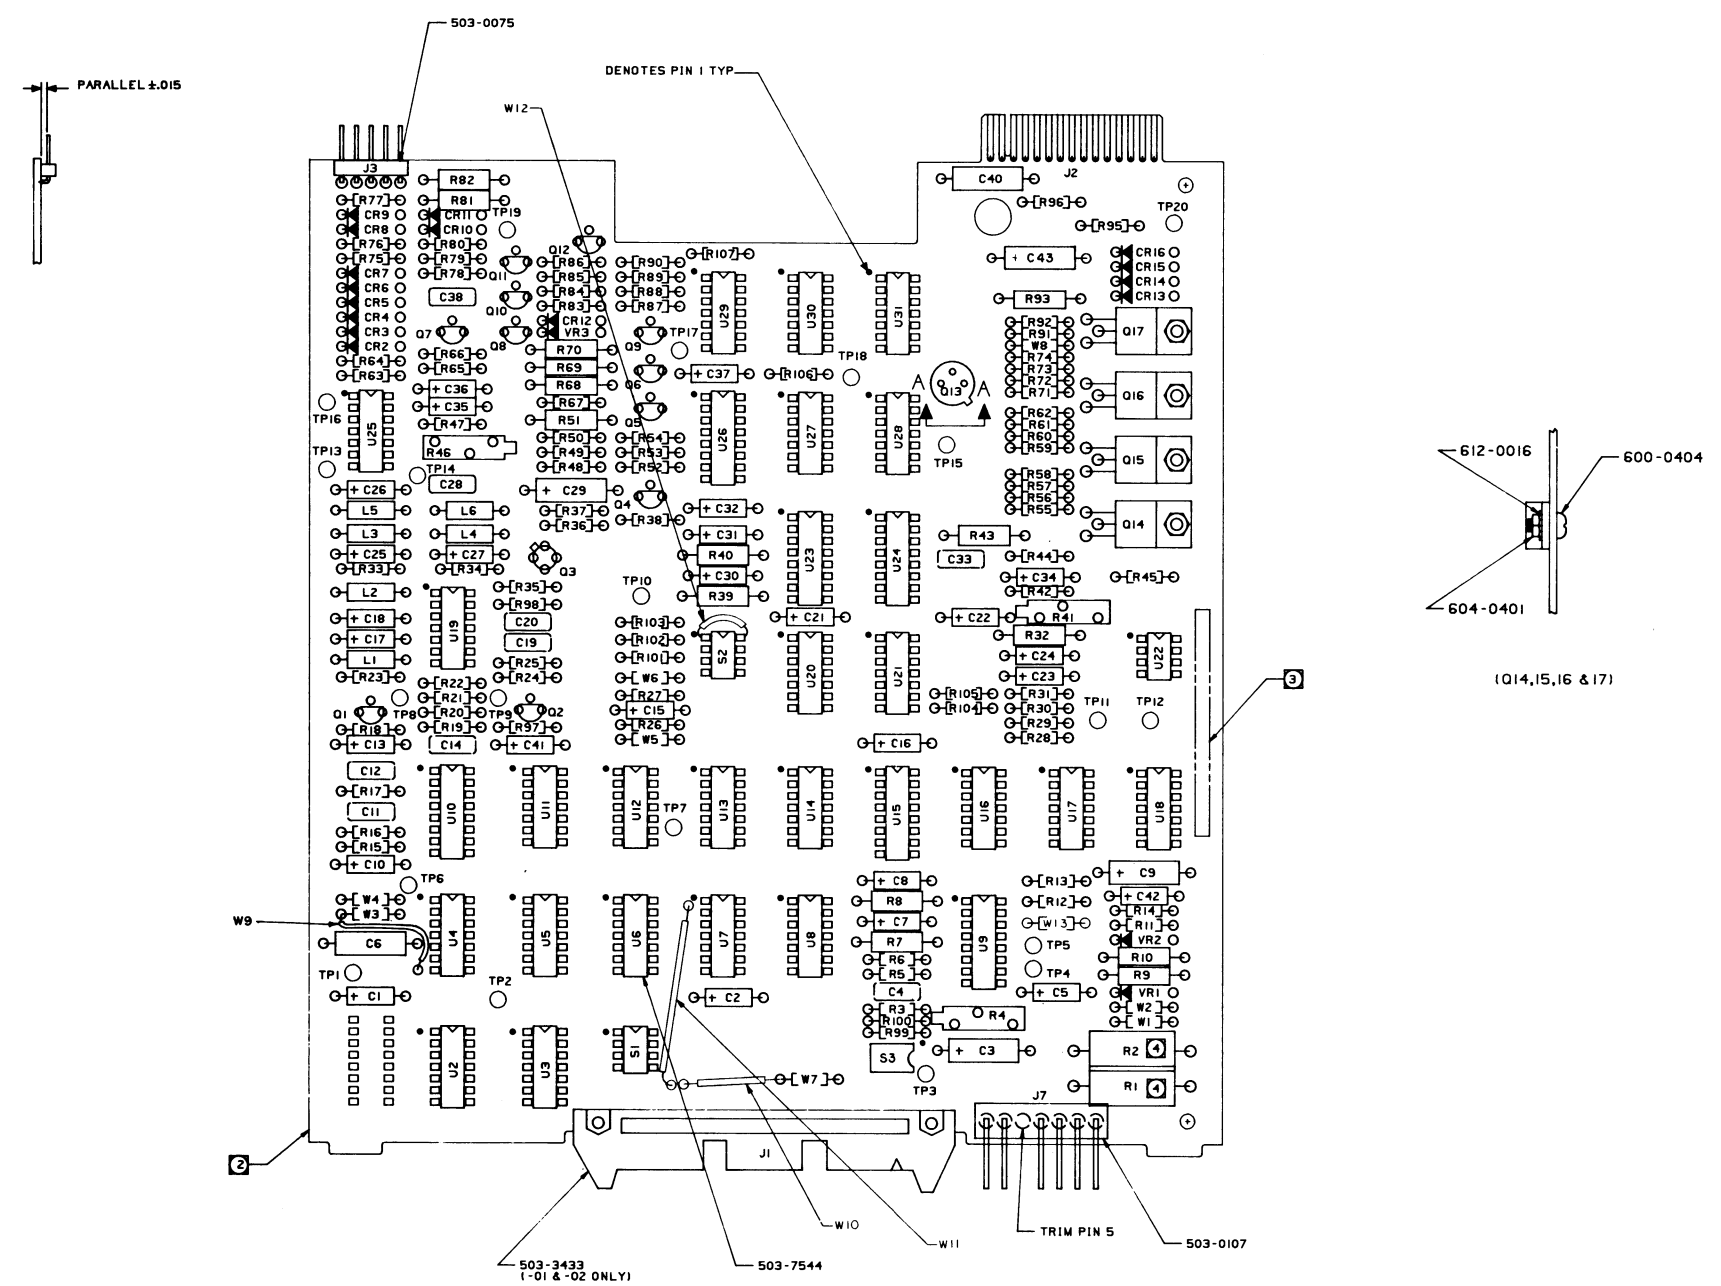 503-0075
PARALLEL ±.015
DENOTES PIN 1 TYP
W12
J3
J2
R82
C40
R81
R77
R96
CR9
CR11
TP19
TP20
CR8
CR10
R95
R76
R80
Q12
R75
R79
R107
CR16
C43
Q11
R86
R90
CR15
CR7
R78
R85
R89
CR14
CR6
C38
R84
R88
CR13
CR5
R83
R87
R93
Q10
U29
U30
U31
CR4
CR12
R92
CR3
Q7
Q8
VR3
Q9
TP17
R91
Q17
CR2
R70
W8
R64
R66
TP18
R74
R63
R65
R69
C37
R106
R73
R68
Q6
A
Q13
A
R72
C36
R71
Q16
TP16
C35
R67
R62
R47
R51
Q5
R61
U25
R50
R54
U26
U27
U28
R60
R46
R49
R53
R59
TP13
R48
R52
TP15
Q15
TP14
R58
C26
C28
C29
R57
L5
L6
Q4
C32
R56
R37
R55
L3
L4
R36
R38
C31
Q14
R43
C25
C27
R40
U23
U24
R33
R34
Q3
C33
R44
C30
C34
R45
L2
R35
TP10
R39
R42
R98
C18
C20
R103
C21
C22
R41
U19
C17
C19
R102
R32
L1
R25
R101
S2
C24
U22
R23
R24
W6
U20
U21
C23
R22
R27
R105
R31
R21
C15
R104
R30
Q1
TP8
R20
TP9
Q2
TP11
TP12
R18
R19
R97
R26
R29
C13
C14
C41
W5
C16
R28
3
C12
R17
U10
U11
U12
TP7
U13
U14
U15
U16
U17
U18
C11
R16
R15
C10
C9
TP6
C8
R13
W4
R8
R12
C42
W9
W3
C7
W13
R14
R11
C6
U4
U5
U6
U7
U8
R7
U9
TP5
VR2
R6
R10
TP1
R5
TP4
R9
TP2
C1
C2
C4
C5
VR1
R3
W2
R100
R4
W1
R99
U2
U3
S1
S3
C3
R2
4
W7
TP3
R1
4
J7
2
J1
W10
TRIM PIN 5
W11
503-0107
503-3433
(-01 & -02 ONLY)
503-7544
612-0016
600-0404
604-0401
(Q14,15,16 & 17)